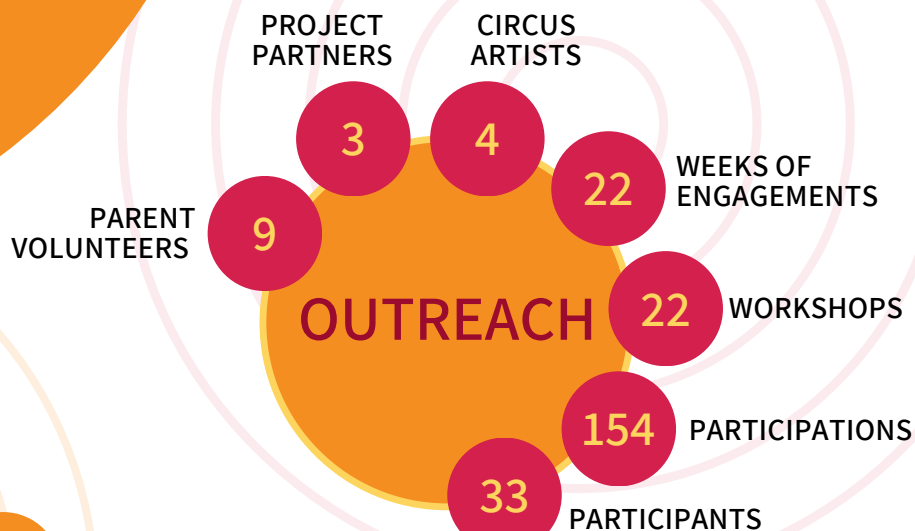 PROJECT
PARTNERS
3
CIRCUS
ARTISTS
4
22
WEEKS OF
ENGAGEMENTS
PARENT
VOLUNTEERS
9
OUTREACH
22
WORKSHOPS
154
PARTICIPATIONS
33
PARTICIPANTS